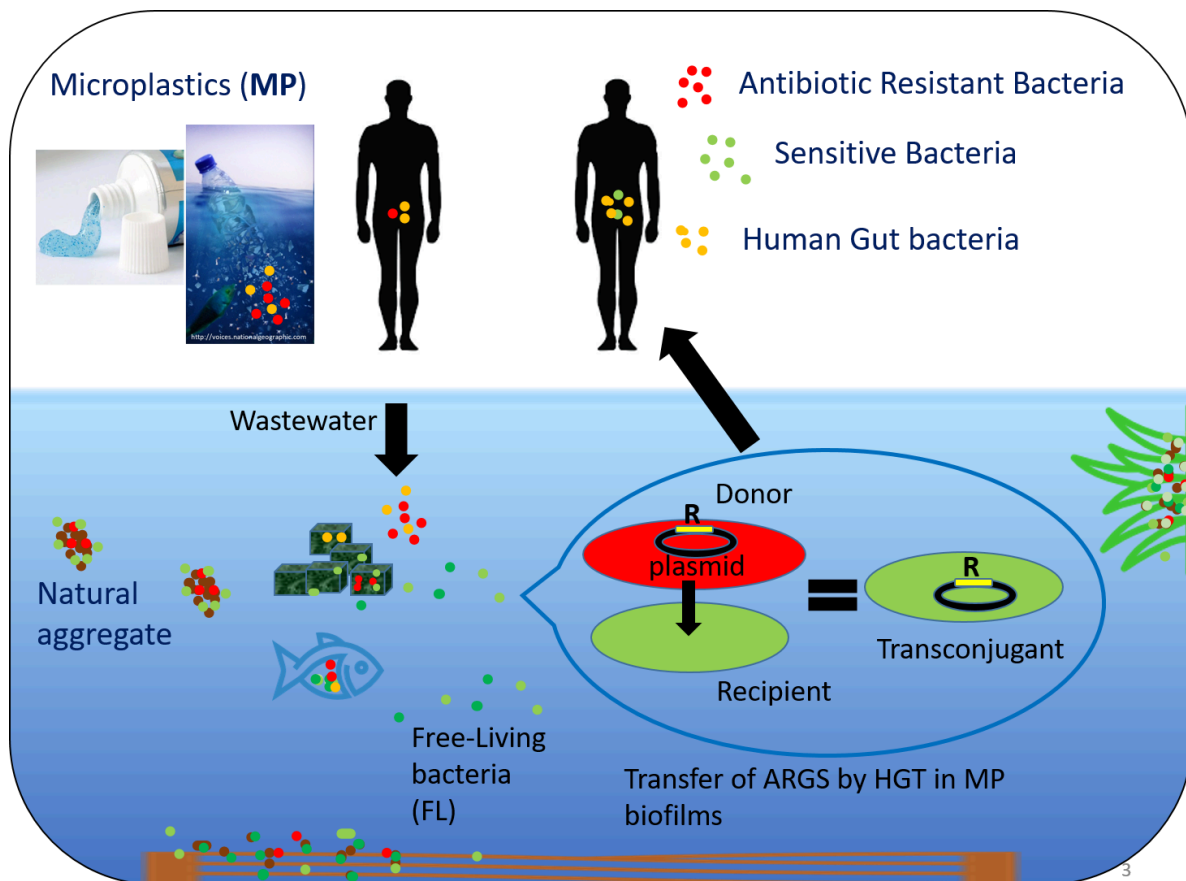 Microplastics (MP)
http://voices.nationalgeographic.com
Antibiotic Resistant Bacteria
Sensitive Bacteria
Human Gut bacteria
Wastewater
Natural
aggregate
Free-Living
bacteria
(FL)
Donor
R
plasmid
Recipient
R
Transconjugant
Transfer of ARGS by HGT in MP
biofilms
3